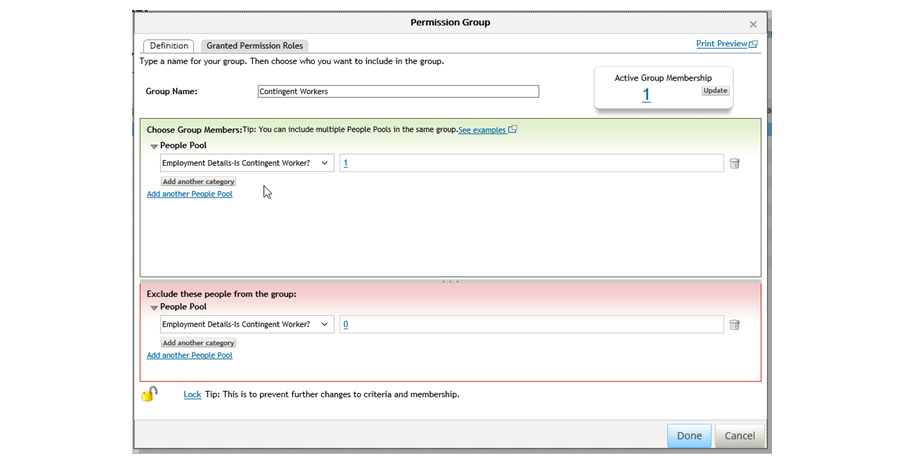 Permission Group
Definition
Granted Permission Roles
Print Preview
Type a name for your group. Then choose who you want to include in the group.
Active Group Membership
1
Update
Group Name:
Contingent Workers
Choose Group Members:Tip: You can include multiple People Pools in the same group.See examples
People Pool
Employment Details-Is Contingent Worker?
1
Add another category
Add another People Pool
Exclude these people from the group:
People Pool
Employment Details-Is Contingent Worker?
0
Add another category
Add another People Pool
Lock Tip: This is to prevent further changes to criteria and membership.
Done
Cancel